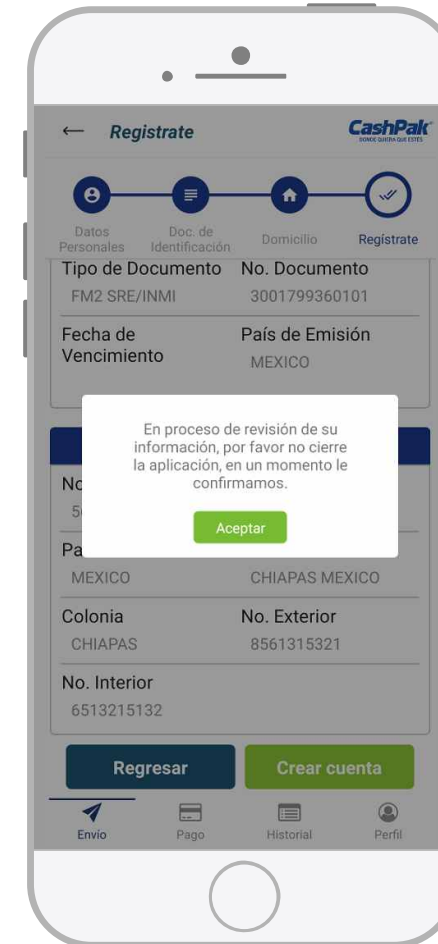 ← Registrate CashPak
DONDE QUIERA QUE ESTÉS
Datos Personales
Doc. de Identificación
Domicilio
Regístrate
Tipo de Documento No. Documento
FM2 SRE/INMI 3001799360101
Fecha de Vencimiento
País de Emisión
MEXICO
En proceso de revisión de su
información, por favor no cierre
la aplicación, en un momento le
confirmamos.
Aceptar
MEXICO CHIAPAS MEXICO
Colonia No. Exterior
CHIAPAS 8561315321
No. Interior
6513215132
Regresar Crear cuenta
Envío Pago Historial Perfil